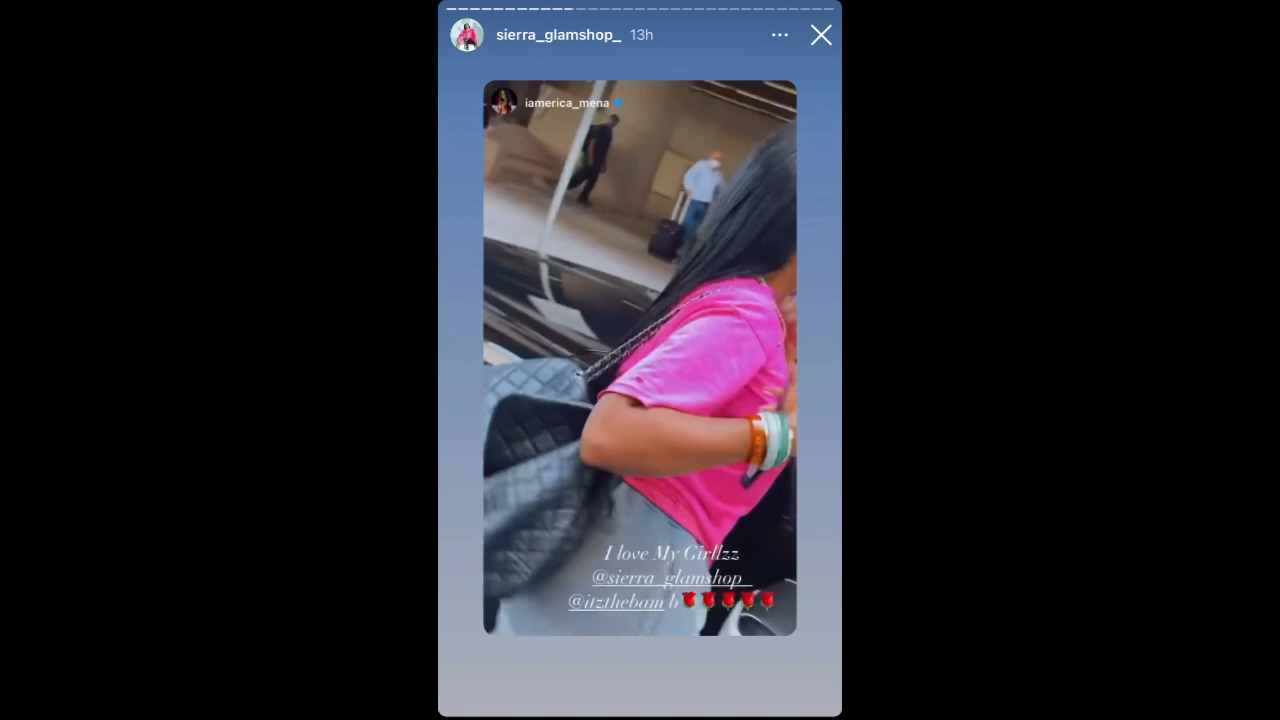 sierra_glamshop_ 13h
iamerica_mena
I love My Girllzz
@sierra_glamshop_
@itzthebam b🌹🌹🌹🌹🌹